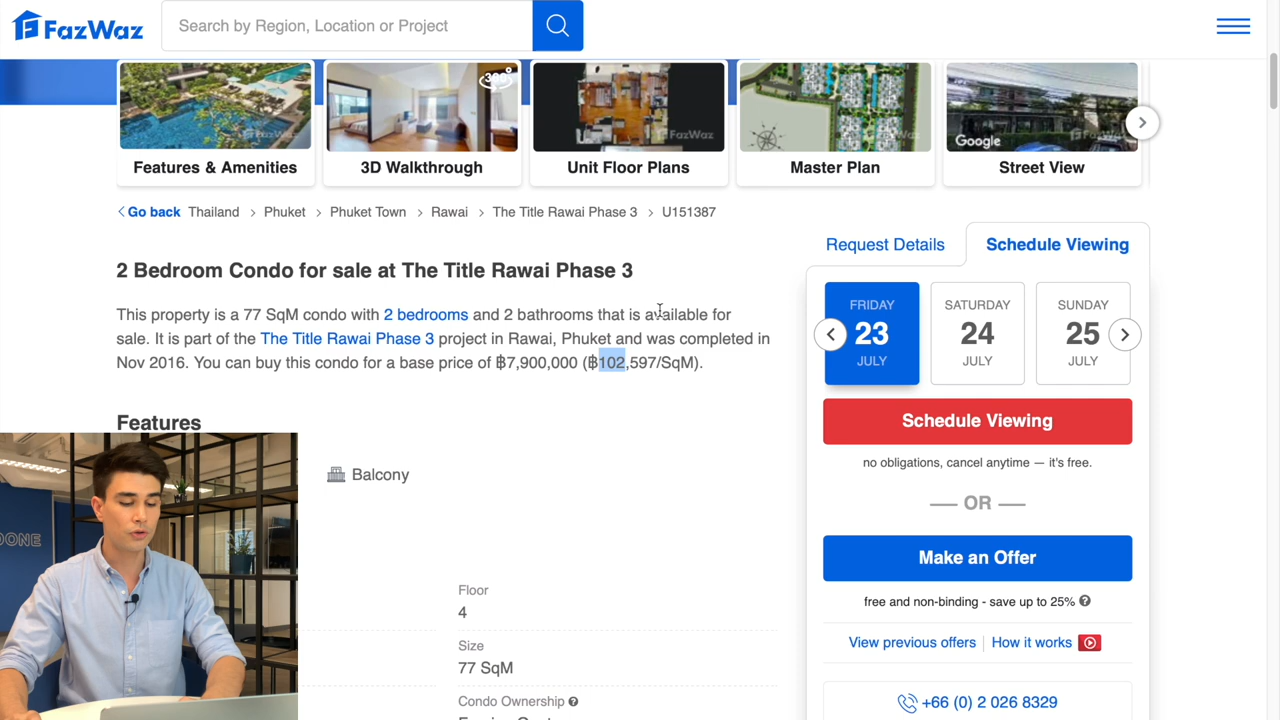 FazWaz
Search by Region, Location or Project
360°
FazWaz
FazWaz
FazWaz
Google
FazWaz
Features & Amenities
3D Walkthrough
Unit Floor Plans
Master Plan
Street View
Go back Thailand > Phuket > Phuket Town > Rawai > The Title Rawai Phase 3 > U151387
2 Bedroom Condo for sale at The Title Rawai Phase 3
This property is a 77 SqM condo with 2 bedrooms and 2 bathrooms that is available for
sale. It is part of the The Title Rawai Phase 3 project in Rawai, Phuket and was completed in
Nov 2016. You can buy this condo for a base price of ฿7,900,000 (฿102,597/SqM).
Features
Balcony
Floor
4
Size
77 SqM
Condo Ownership
DONE
Request Details
Schedule Viewing
FRIDAY
23
JULY
SATURDAY
24
JULY
SUNDAY
25
JULY
Schedule Viewing
no obligations, cancel anytime — it's free.
OR
Make an Offer
free and non-binding - save up to 25%
View previous offers | How it works
+66 (0) 2 026 8329